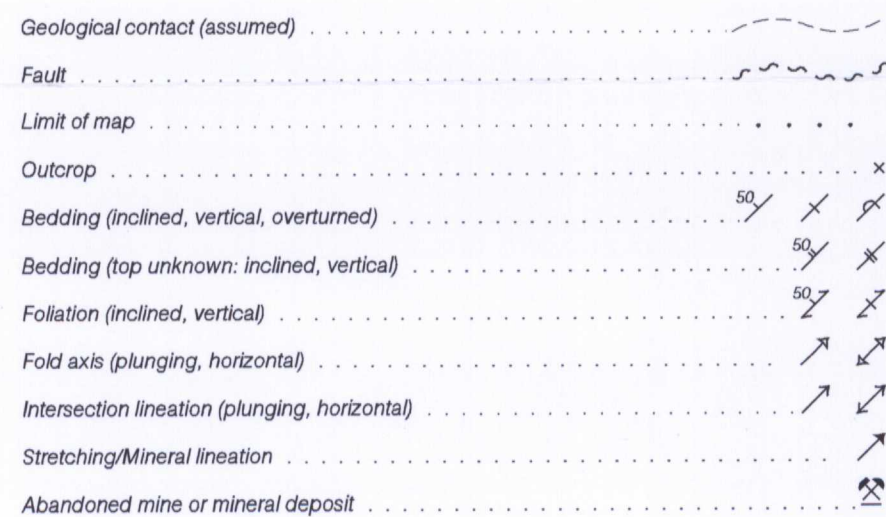 Geological contact (assumed)
Fault
Limit of map
Outcrop
Bedding (inclined, vertical, overturned) 50
Bedding (top unknown: inclined, vertical) 50
Foliation (inclined, vertical) 50
Fold axis (plunging, horizontal)
Intersection lineation (plunging, horizontal)
Stretching/Mineral lineation
Abandoned mine or mineral deposit